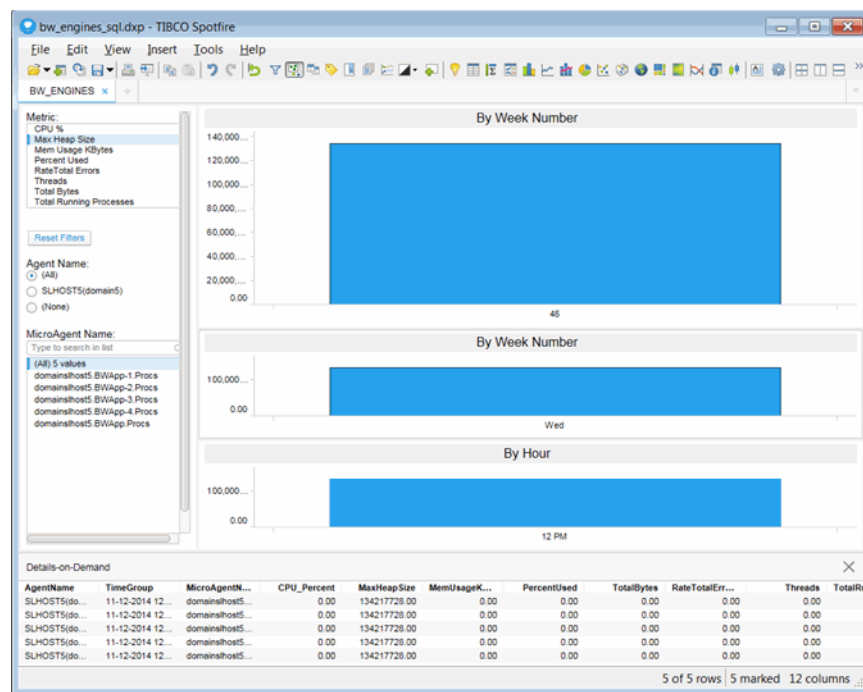 bw_engines_sql.dxp - TIBCO Spotfire
File Edit View Insert Tools Help
BW_ENGINES
Metric:
CPU %
Max Heap Size
Mem Usage KBytes
Percent Used
RateTotal Errors
Threads
Total Bytes
Total Running Processes
Reset Filters
Agent Name:
(All)
SLHOST5(domain5)
(None)
MicroAgent Name:
Type to search in list
(All) 5 values
domainslhost5.BWApp-1.Procs
domainslhost5.BWApp-2.Procs
domainslhost5.BWApp-3.Procs
domainslhost5.BWApp-4.Procs
domainslhost5.BWApp.Procs
By Week Number
140,000...
120,000...
100,000...
80,000,...
60,000,...
40,000,...
20,000,...
0.00
46
By Week Number
100,000...
0.00
Wed
By Hour
100,000...
0.00
12 PM
Details-on-Demand
AgentName TimeGroup MicroAgentN... CPU_Percent MaxHeapSize MemUsageK... PercentUsed TotalBytes RateTotalErr... Threads TotalRu
SLHOST5(do... 11-12-2014 12... domainslhost5... 0.00 134217728.00 0.00 0.00 0.00 0.00 0.00
SLHOST5(do... 11-12-2014 12... domainslhost5... 0.00 134217728.00 0.00 0.00 0.00 0.00 0.00
SLHOST5(do... 11-12-2014 12... domainslhost5... 0.00 134217728.00 0.00 0.00 0.00 0.00 0.00
SLHOST5(do... 11-12-2014 12... domainslhost5... 0.00 134217728.00 0.00 0.00 0.00 0.00 0.00
SLHOST5(do... 11-12-2014 12... domainslhost5... 0.00 134217728.00 0.00 0.00 0.00 0.00 0.00
5 of 5 rows 5 marked 12 columns